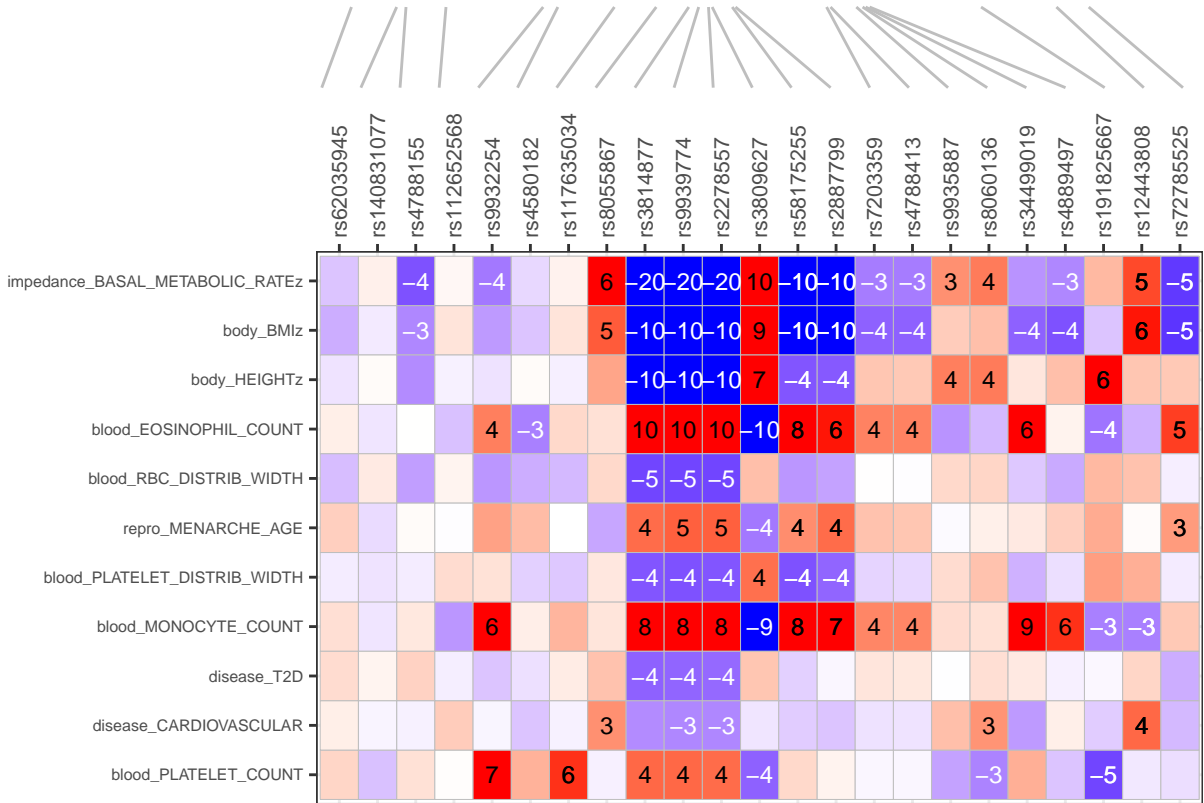 rs62035945 rs140831077 rs4788155 rs112652568 rs9932254 rs4580182 rs117635034 rs8055867 rs3814877 rs9939774 rs2278557 rs3809627 rs58175255 rs2887799 rs7203359 rs4788413 rs9935887 rs8060136 rs34499019 rs4889497 rs191825667 rs12443808 rs72785525
impedance_BASAL_METABOLIC_RATEz −4 −4 6 −20 −20 −20 10 −10 −10 −3 −3 3 4 −3 5 −5
body_BMIz −3 5 −10 −10 −10 9 −10 −10 −4 −4 −4 −4 6 −5
body_HEIGHTz −10 −10 −10 7 −4 −4 4 4 6
blood_EOSINOPHIL_COUNT 4 −3 10 10 10 −10 8 6 4 4 6 −4 5
blood_RBC_DISTRIB_WIDTH −5 −5 −5
repro_MENARCHE_AGE 4 5 5 −4 4 4 3
blood_PLATELET_DISTRIB_WIDTH −4 −4 −4 4 −4 −4
blood_MONOCYTE_COUNT 6 8 8 8 −9 8 7 4 4 9 6 −3 −3
disease_T2D −4 −4 −4
disease_CARDIOVASCULAR 3 −3 −3 3 4
blood_PLATELET_COUNT 7 6 4 4 4 −4 −3 −5